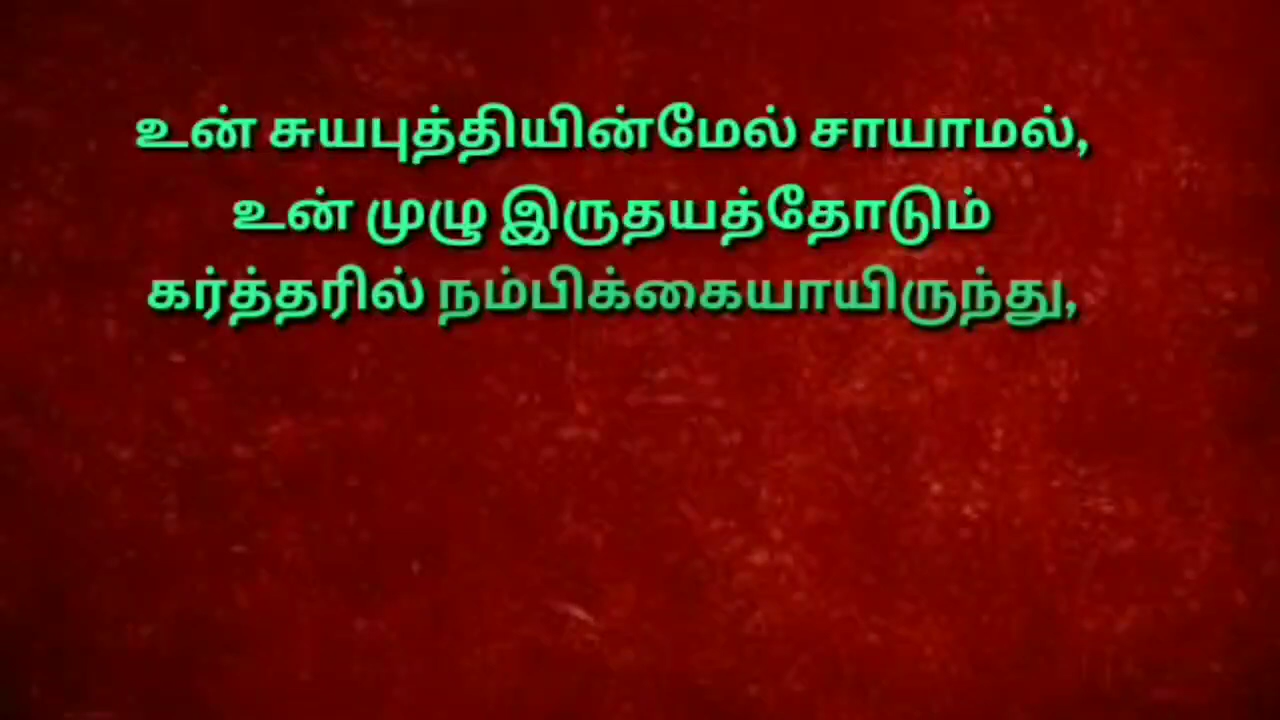 உன் சுயபுத்தியின்மேல் சாயாமல்,
உன் முழு இருதயத்தோடும்
கர்த்தரில் நம்பிக்கையாயிருந்து,